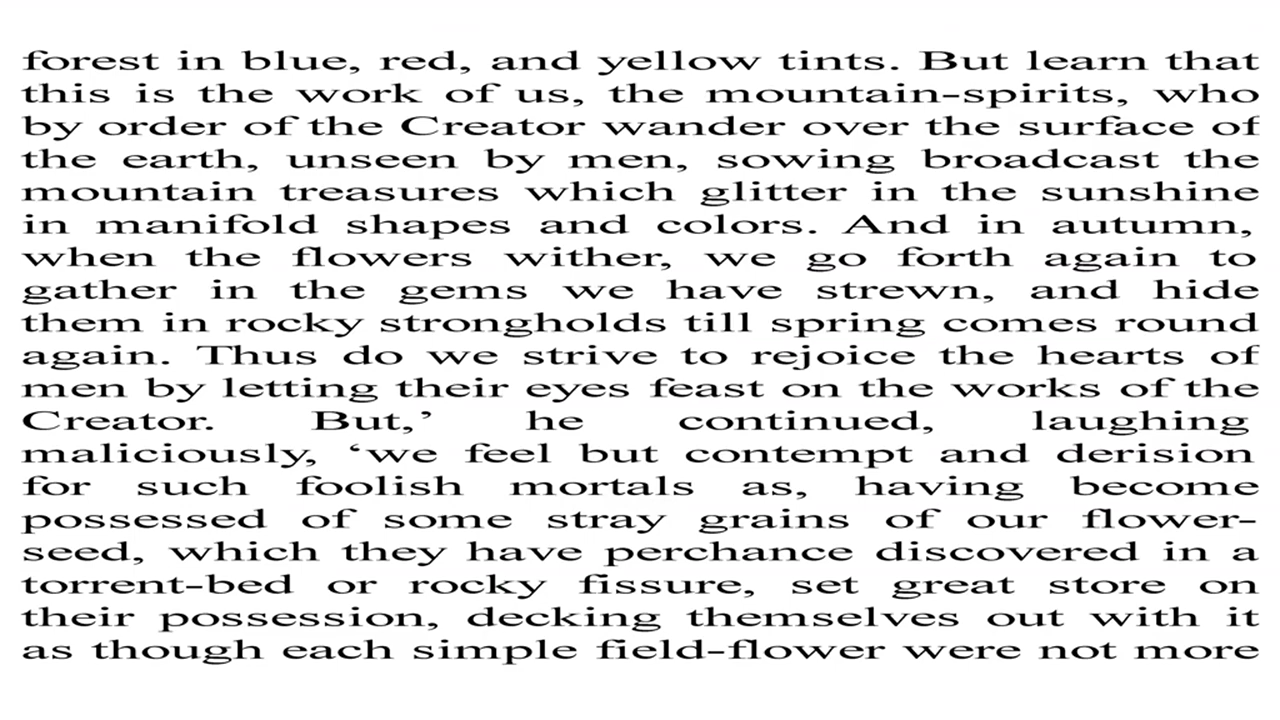 forest in blue, red, and yellow tints. But learn that
this is the work of us, the mountain-spirits, who
by order of the Creator wander over the surface of
the earth, unseen by men, sowing broadcast the
mountain treasures which glitter in the sunshine
in manifold shapes and colors. And in autumn,
when the flowers wither, we go forth again to
gather in the gems we have strewn, and hide
them in rocky strongholds till spring comes round
again. Thus do we strive to rejoice the hearts of
men by letting their eyes feast on the works of the
Creator. But,’ he continued, laughing
maliciously, ‘we feel but contempt and derision
for such foolish mortals as, having become
possessed of some stray grains of our flower-
seed, which they have perchance discovered in a
torrent-bed or rocky fissure, set great store on
their possession, decking themselves out with it
as though each simple field-flower were not more